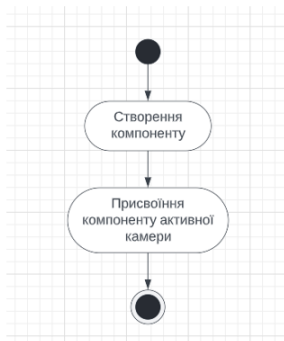 Створення
компоненту
Присвоїння
компоненту активної
камери